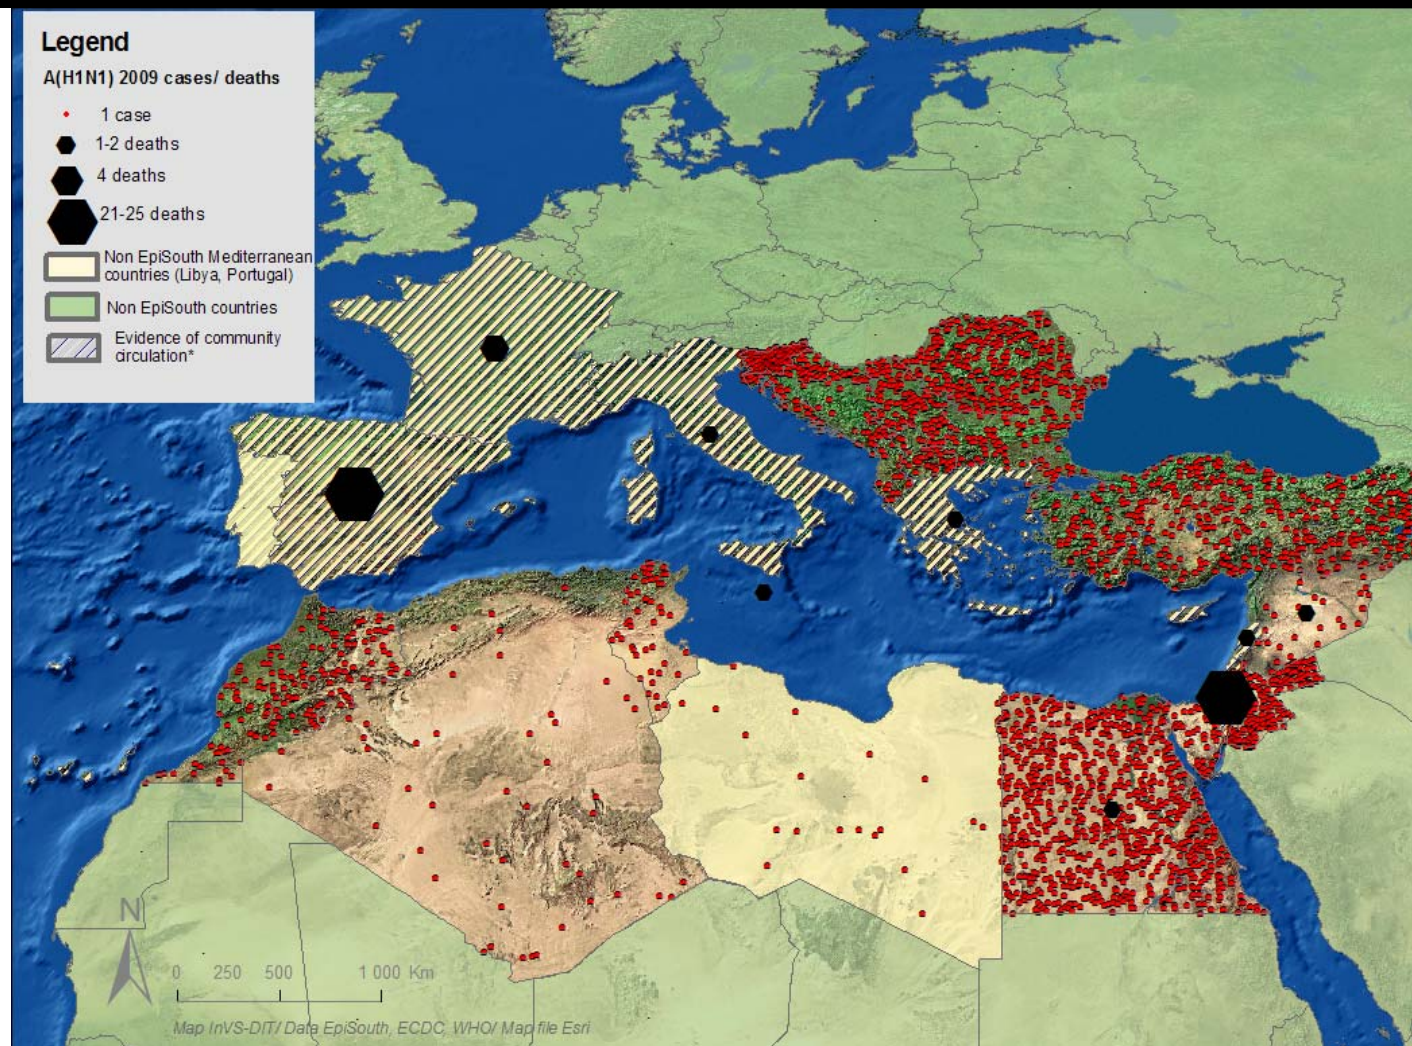 Legend
A(H1N1) 2009 cases/ deaths
1 case
1-2 deaths
4 deaths
21-25 deaths
Non EpiSouth Mediterranean
countries (Libya, Portugal)
Non EpiSouth countries
Evidence of community
circulation*
N
0 250 500 1 000 Km
Map InVS-DIT/ Data EpiSouth, ECDC, WHO/ Map file Esri